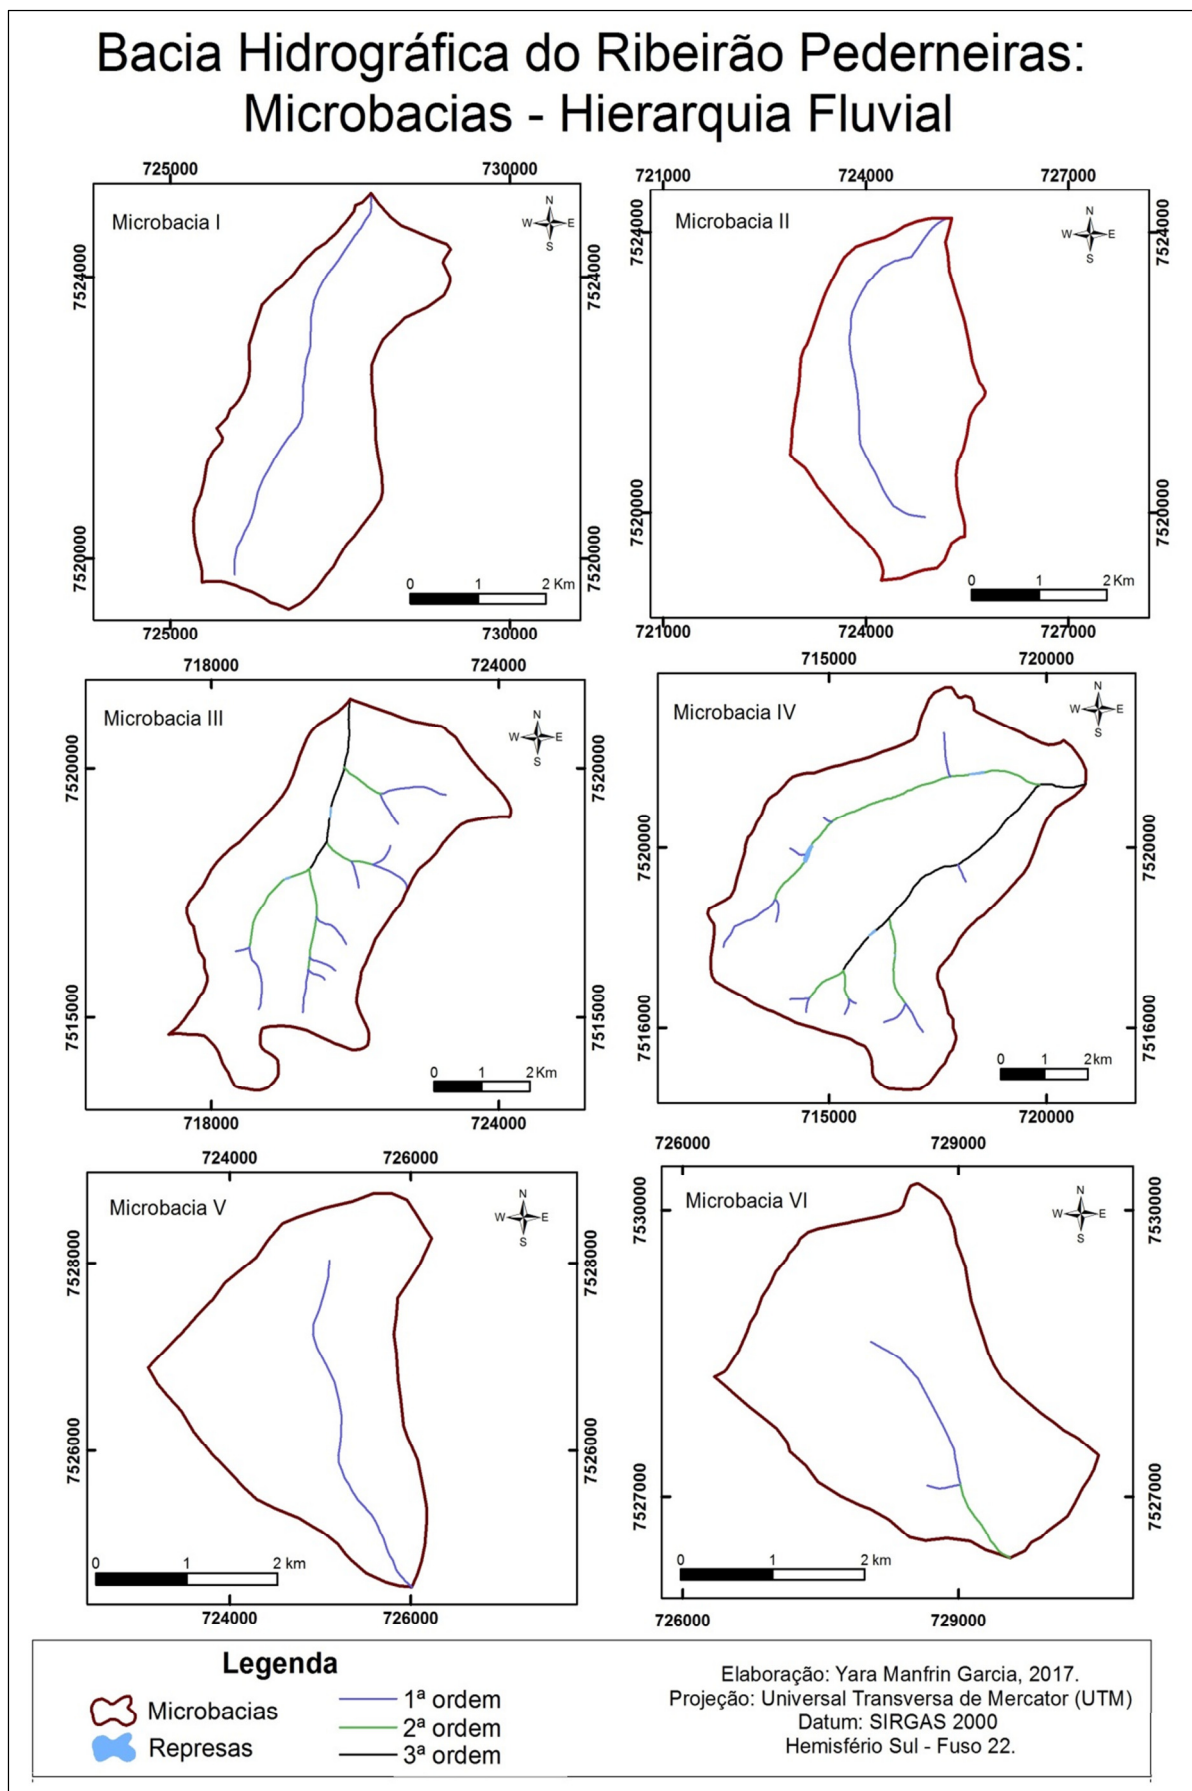 Bacia Hidrográfica do Ribeirão Pederneiras:
Microbacias - Hierarquia Fluvial
725000 730000
Microbacia I
N
W E
S
7524000 7524000
7520000 7520000
0 1 2 Km
725000 730000
721000 724000 727000
Microbacia II
N
W E
S
7524000 7524000
7520000 7520000
0 1 2 Km
721000 724000 727000
718000 724000
Microbacia III
N
W E
S
7520000 7520000
7515000 7515000
0 1 2 Km
718000 724000
715000 720000
Microbacia IV
N
W E
S
7520000 7520000
7516000 7516000
0 1 2 km
715000 720000
724000 726000
Microbacia V
N
W E
S
7528000 7528000
7526000 7526000
0 1 2 km
724000 726000
726000 729000
Microbacia VI
N
W E
S
7530000 7530000
7527000 7527000
0 1 2 km
726000 729000
Legenda
Microbacias
Represas
1ª ordem
2ª ordem
3ª ordem
Elaboração: Yara Manfrin Garcia, 2017.
Projeção: Universal Transversa de Mercator (UTM)
Datum: SIRGAS 2000
Hemisfério Sul - Fuso 22.